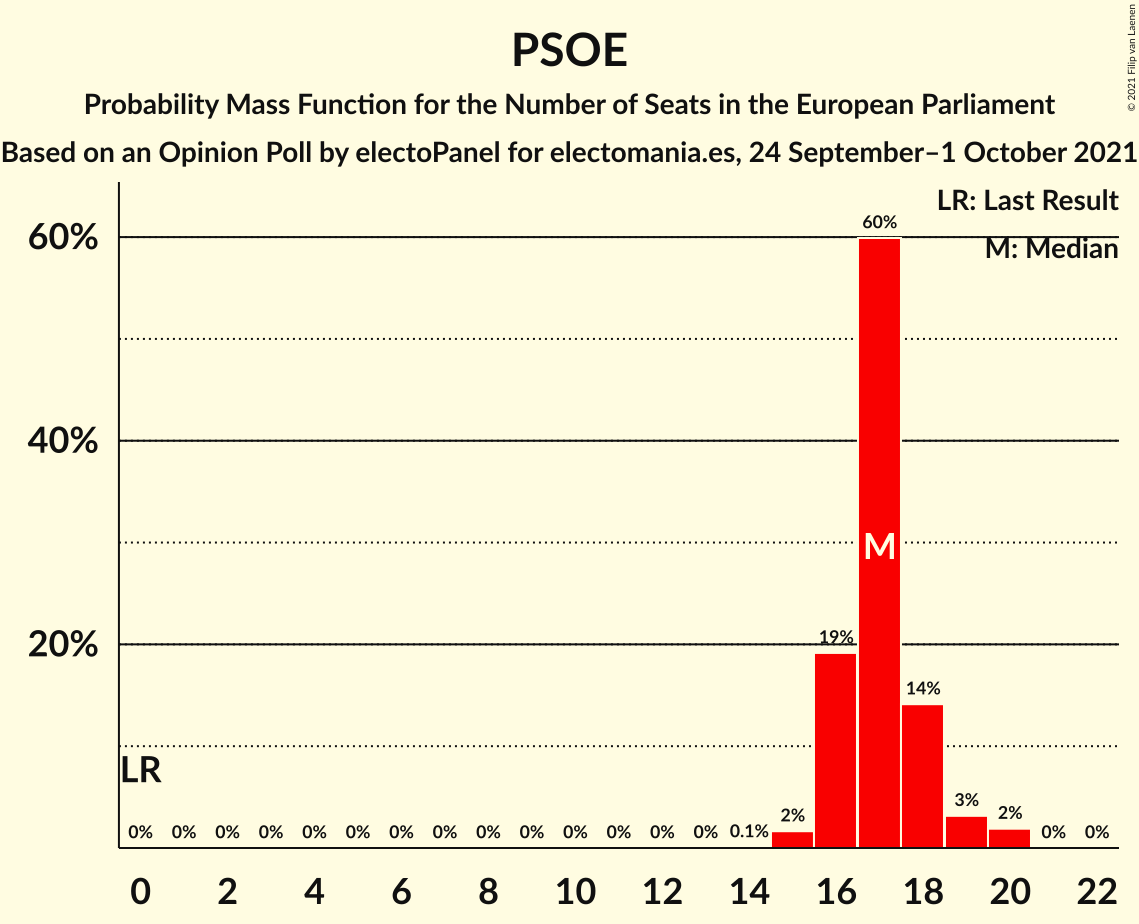 PSOE
Probability Mass Function for the Number of Seats in the European Parliament
Based on an Opinion Poll by electoPanel for electomania.es, 24 September–1 October 2021
© 2021 Filip van Laenen
LR: Last Result
M: Median
60%
40%
20%
60%
M
19%
14%
LR
0% 0% 0% 0% 0% 0% 0% 0% 0% 0% 0% 0% 0% 0% 0.1% 2% 3% 2% 0% 0%
0 2 4 6 8 10 12 14 16 18 20 22